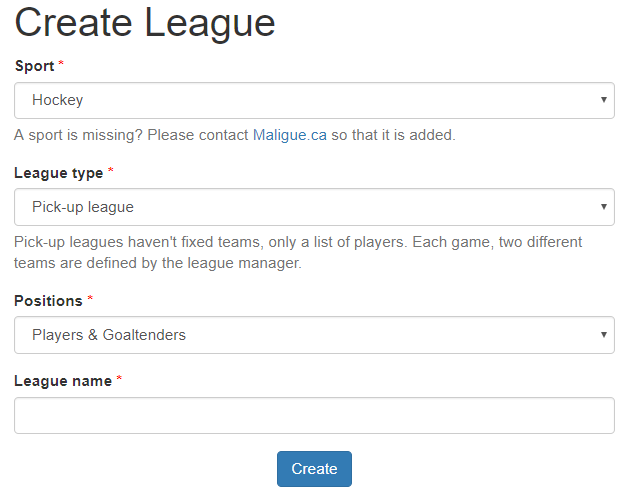 Create League
Sport *
Hockey
A sport is missing? Please contact Maligue.ca so that it is added.
League type *
Pick-up league
Pick-up leagues haven't fixed teams, only a list of players. Each game, two different
teams are defined by the league manager.
Positions *
Players & Goaltenders
League name *
Create